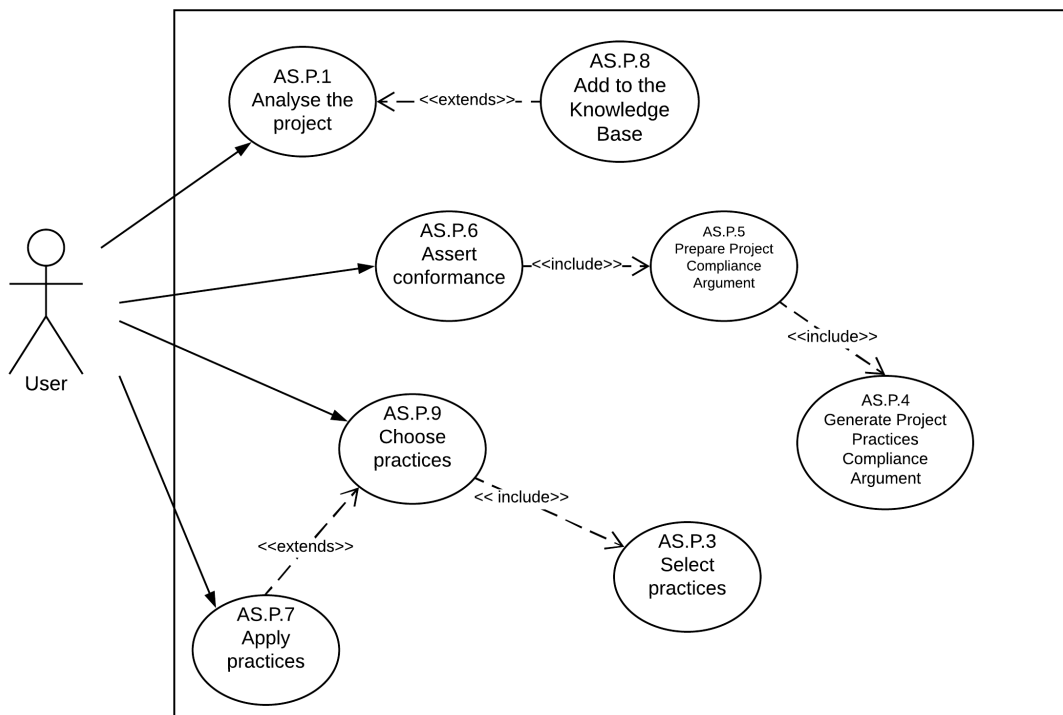 AS.P.1
Analyse the
project
<<extends>>
AS.P.8
Add to the
Knowledge
Base
AS.P.6
Assert
conformance
<<include>>
AS.P.5
Prepare Project
Compliance
Argument
<<include>>
User
AS.P.4
Generate Project
Practices
Compliance
Argument
AS.P.9
Choose
practices
<< include>>
<<extends>>
AS.P.3
Select
practices
AS.P.7
Apply
practices